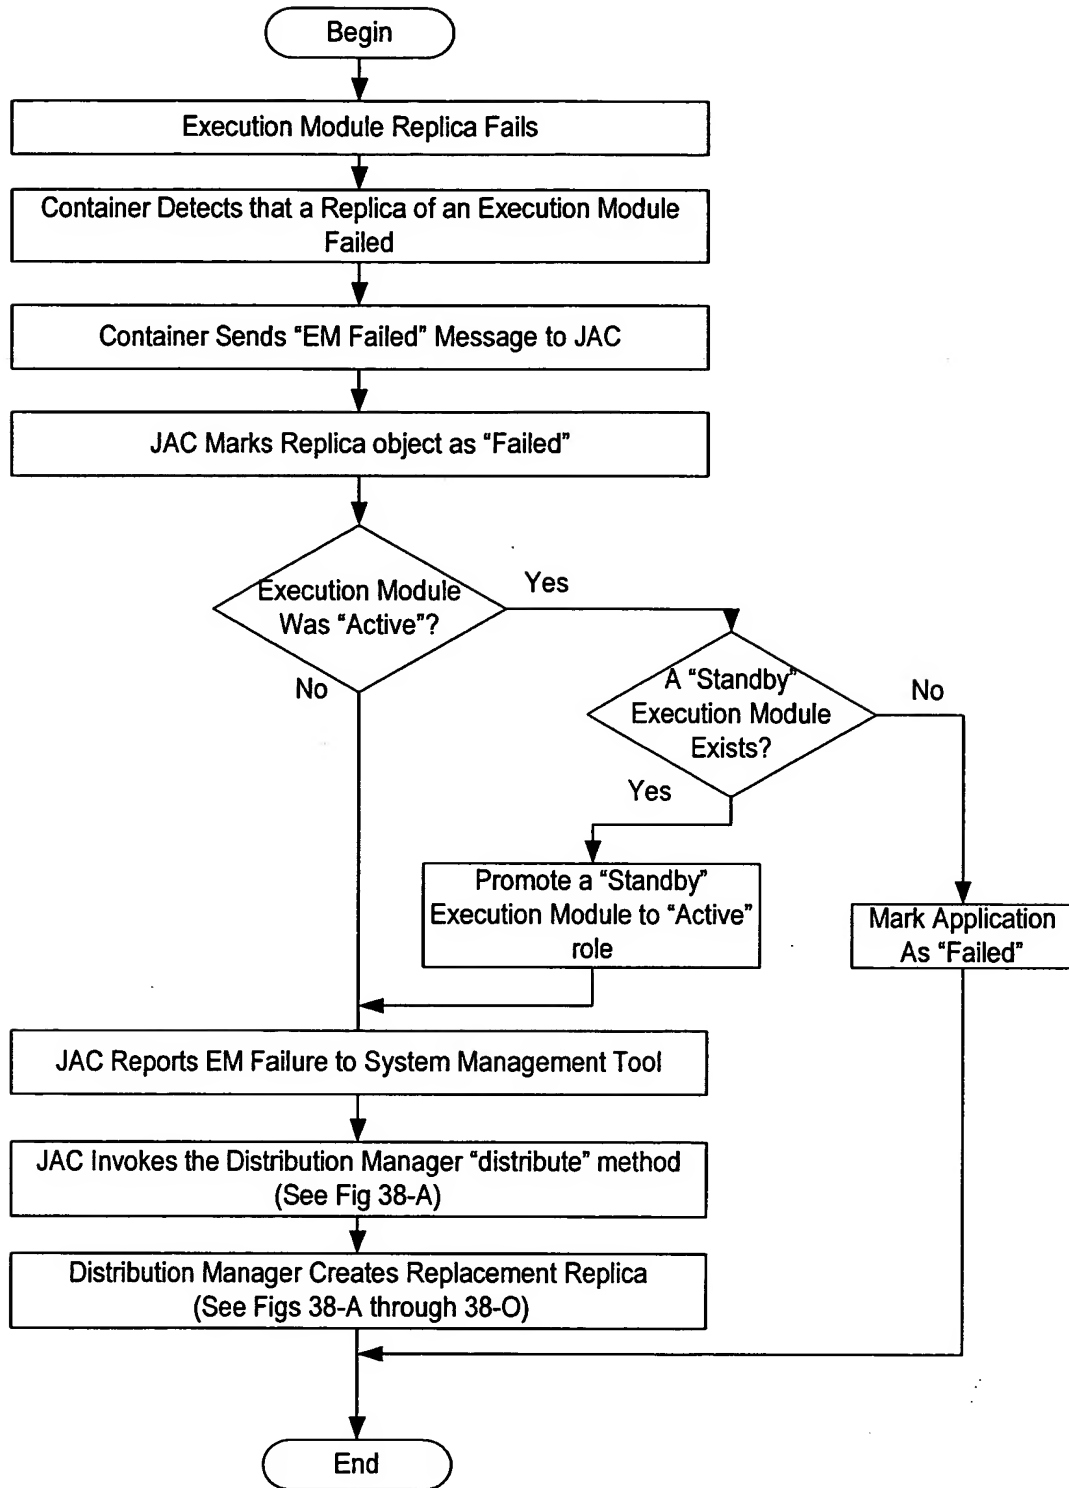 Begin
Execution Module Replica Fails
Container Detects that a Replica of an Execution Module
Failed
Container Sends "EM Failed" Message to JAC
JAC Marks Replica object as "Failed"
Execution Module
Was "Active"?
Yes
No
A "Standby"
Execution Module
Exists?
No
Yes
Promote a "Standby"
Execution Module to "Active"
role
Mark Application
As "Failed"
JAC Reports EM Failure to System Management Tool
JAC Invokes the Distribution Manager "distribute" method
(See Fig 38-A)
Distribution Manager Creates Replacement Replica
(See Figs 38-A through 38-O)
End